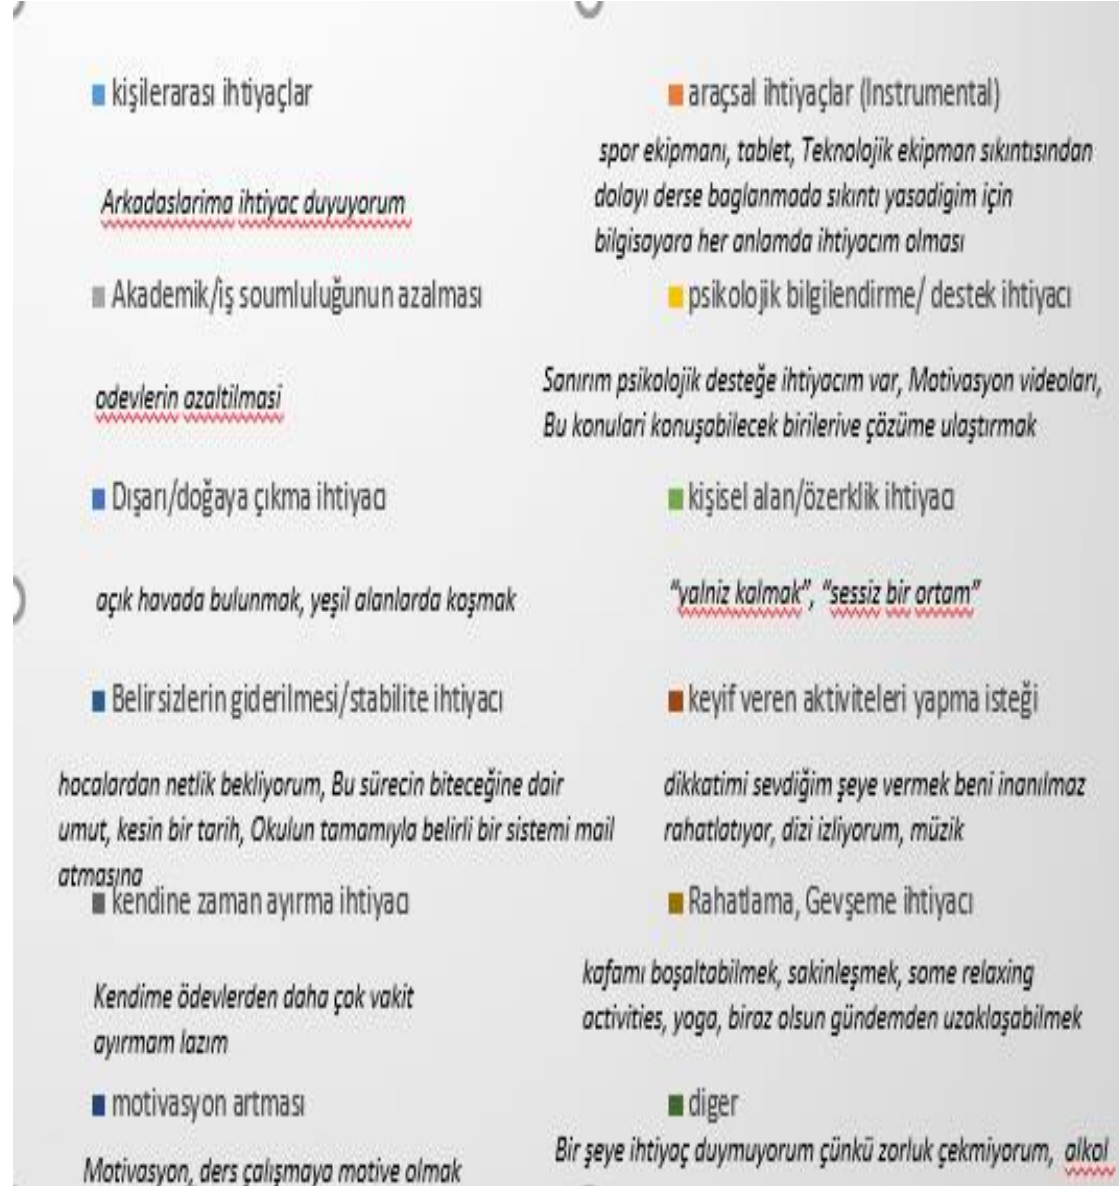 kişilerarası ihtiyaçlar
araçsal ihtiyaçlar (Instrumental)
Arkadaslarima ihtiyac duyuyorum
spor ekipmanı, tablet, Teknolojik ekipman sıkıntısından
dolayı derse baglanmada sıkıntı yasadigim için
bilgisayara her anlamda ihtiyacım olması
Akademik/iş soumluluğunun azalması
psikolojik bilgilendirme/ destek ihtiyacı
odevlerin azaltilmasi
Sanırım psikolojik desteğe ihtiyacım var, Motivasyon videoları,
Bu konulari konuşabilecek birilerive çözüme ulaştırmak
Dışarı/doğaya çıkma ihtiyacı
kişisel alan/özerklik ihtiyacı
açık havada bulunmak, yeşil alanlarda koşmak
“yalniz kalmak”, “sessiz bir ortam”
Belirsizlerin giderilmesi/stabilite ihtiyacı
keyif veren aktiviteleri yapma isteği
hocalardan netlik bekliyorum, Bu sürecin biteceğine dair
umut, kesin bir tarih, Okulun tamamıyla belirli bir sistemi mail
atmasına
dikkatimi sevdiğim şeye vermek beni inanılmaz
rahatlatıyor, dizi izliyorum, müzik
kendine zaman ayırma ihtiyacı
Rahatlama, Gevşeme ihtiyacı
Kendime ödevlerden daha çok vakit
ayırmam lazım
kafamı boşaltabilmek, sakinleşmek, some relaxing
activities, yoga, biraz olsun gündemden uzaklaşabilmek
motivasyon artması
diger
Motivasyon, ders çalışmaya motive olmak
Bir şeye ihtiyaç duymuyorum çünkü zorluk çekmiyorum, alkol